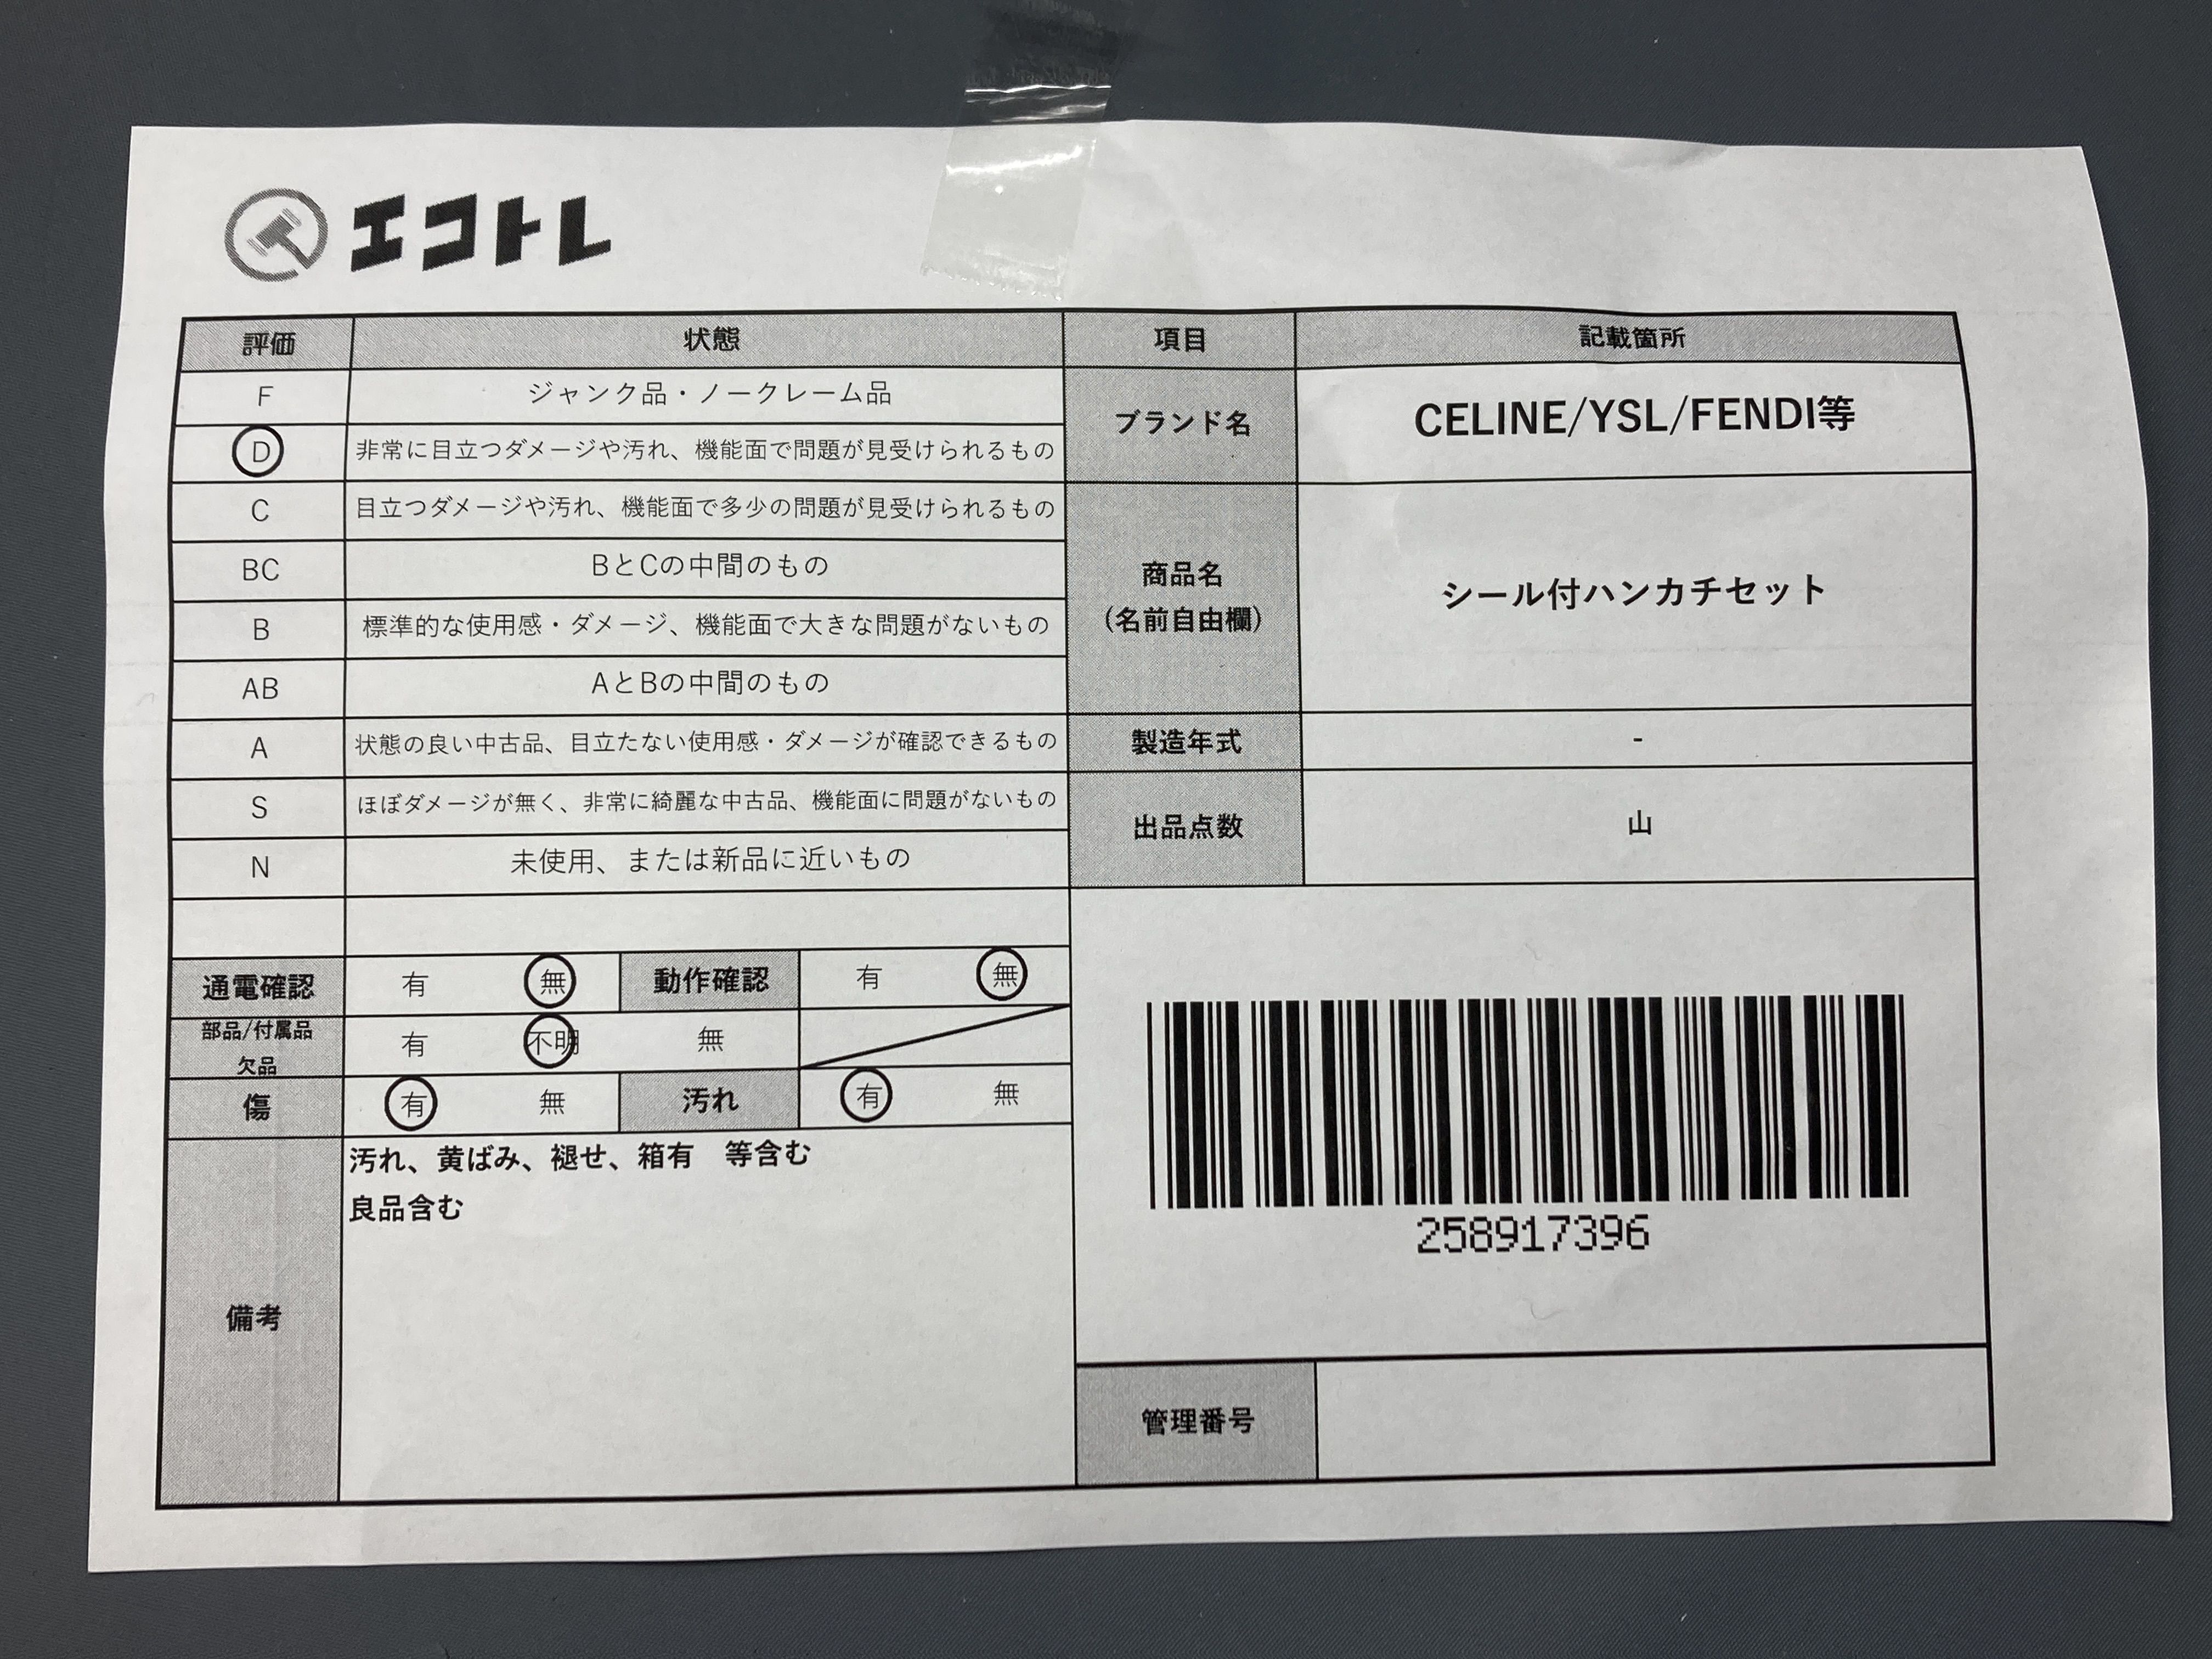 エコトレ
評価 状態 項目 記載箇所
F ジャンク品・ノークレーム品
D 非常に目立つダメージや汚れ、機能面で問題が見受けられるもの
ブランド名 CELINE/YSL/FENDI等
C 目立つダメージや汚れ、機能面で多少の問題が見受けられるもの
BC BとCの中間のもの
B 標準的な使用感・ダメージ、機能面で大きな問題がないもの
AB AとBの中間のもの
商品名
(名前自由欄)
シール付ハンカチセット
A 状態の良い中古品、目立たない使用感・ダメージが確認できるもの
製造年式 -
S ほぼダメージが無く、非常に綺麗な中古品、機能面に問題がないもの
N 未使用、または新品に近いもの
出品点数 山
通電確認 有 無 動作確認 有 無
部品/付属品
欠品
有 不明 無
傷 有 無 汚れ 有 無
備考
汚れ、黄ばみ、褪せ、箱有　等含む
良品含む
258917396
管理番号